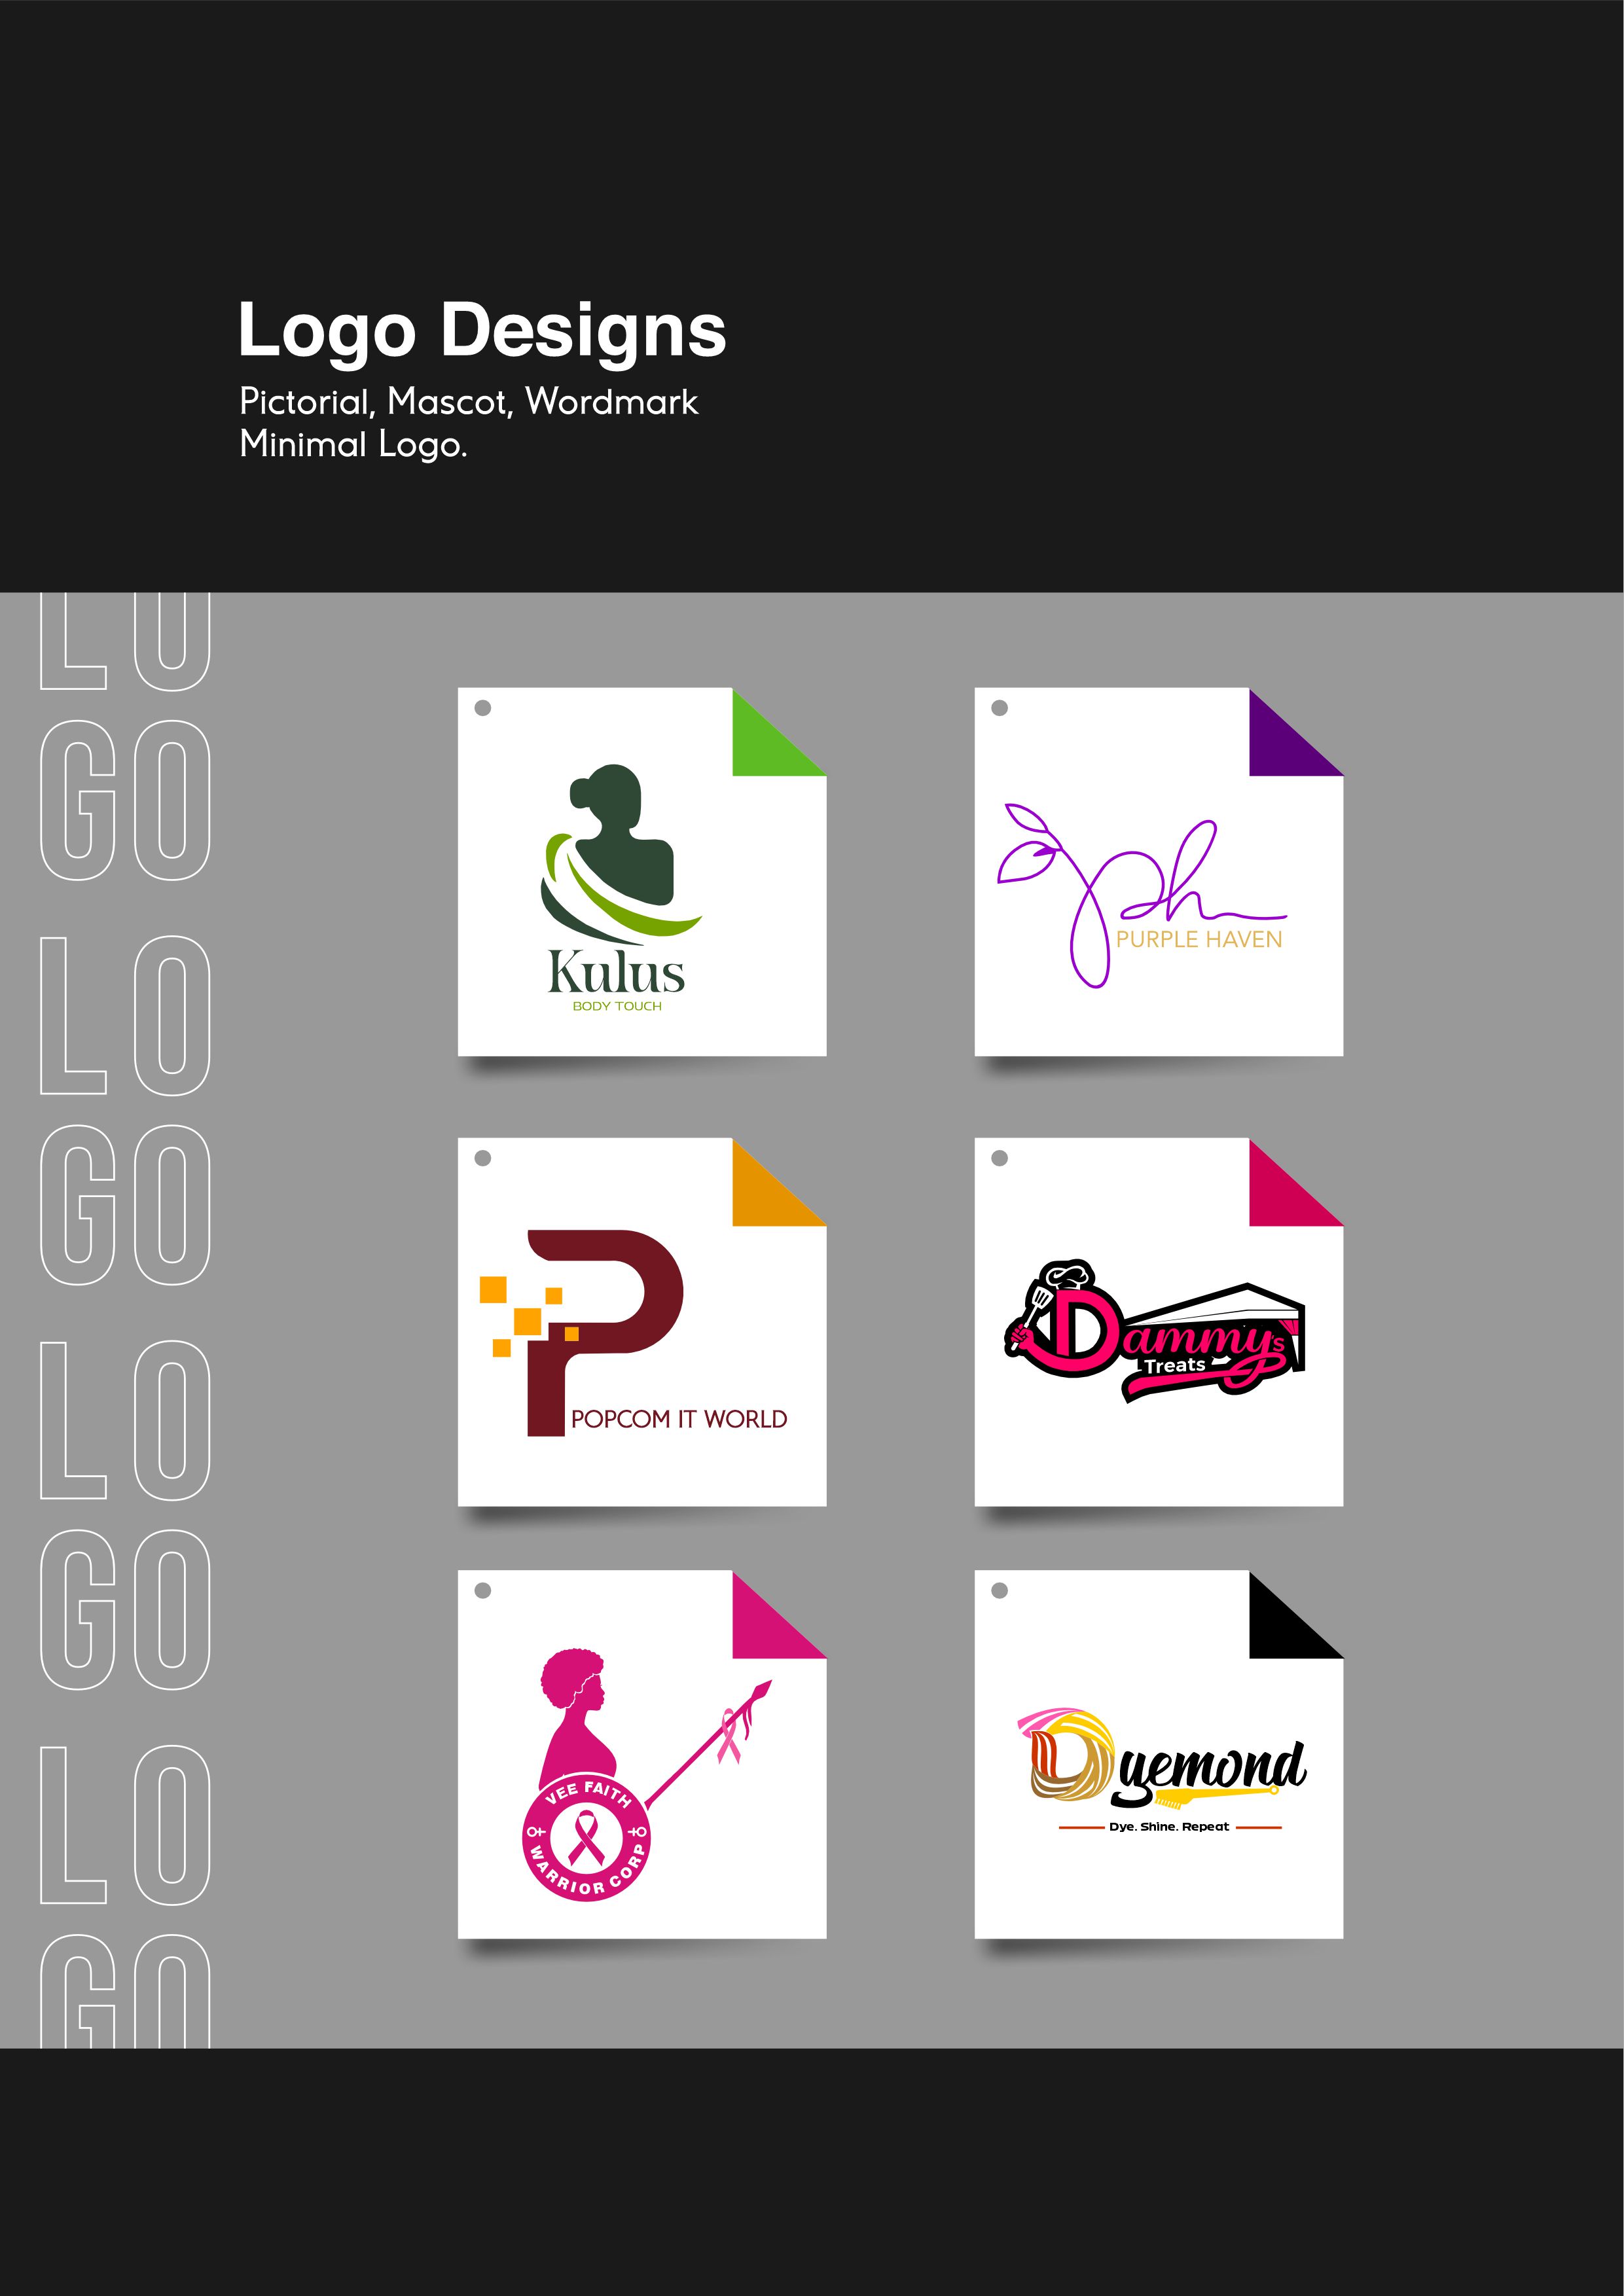 Logo Designs
Pictorial, Mascot, Wordmark
Minimal Logo.
LO
GO
LO
GO
LO
GO
LO
GO
Kulus
BODY TOUCH
ph
PURPLE HAVEN
P
POPCOM IT WORLD
Dammy's
Treats
VEE FAITH
WARRIOR CORP
Dyemond
Dye. Shine. Repeat